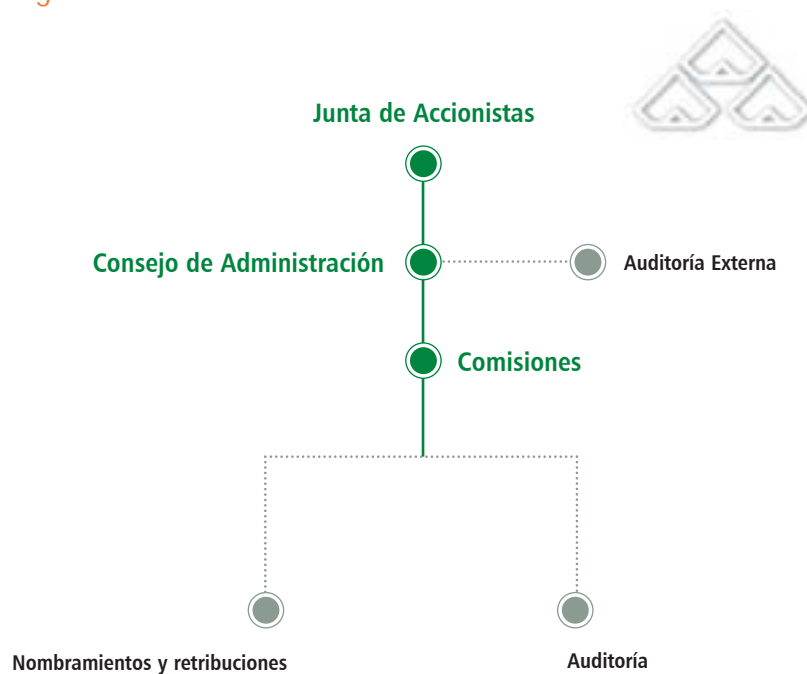 Junta de Accionistas
Consejo de Administración
Auditoría Externa
Comisiones
Nombramientos y retribuciones
Auditoría